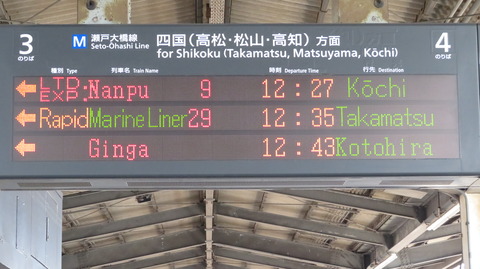 3 のりば
M 瀬戸大橋線 Seto-Ōhashi Line
四国(高松・松山・高知)方面
for Shikoku (Takamatsu, Matsuyama, Kōchi)
4 のりば
種別 Type 列車名 Train Name 時刻 Departure Time 行先 Destination
← LTD. EXP. Nanpu 9 12:27 Kōchi
← Rapid Marine Liner 29 12:35 Takamatsu
← Ginga 12:43 Kotohira